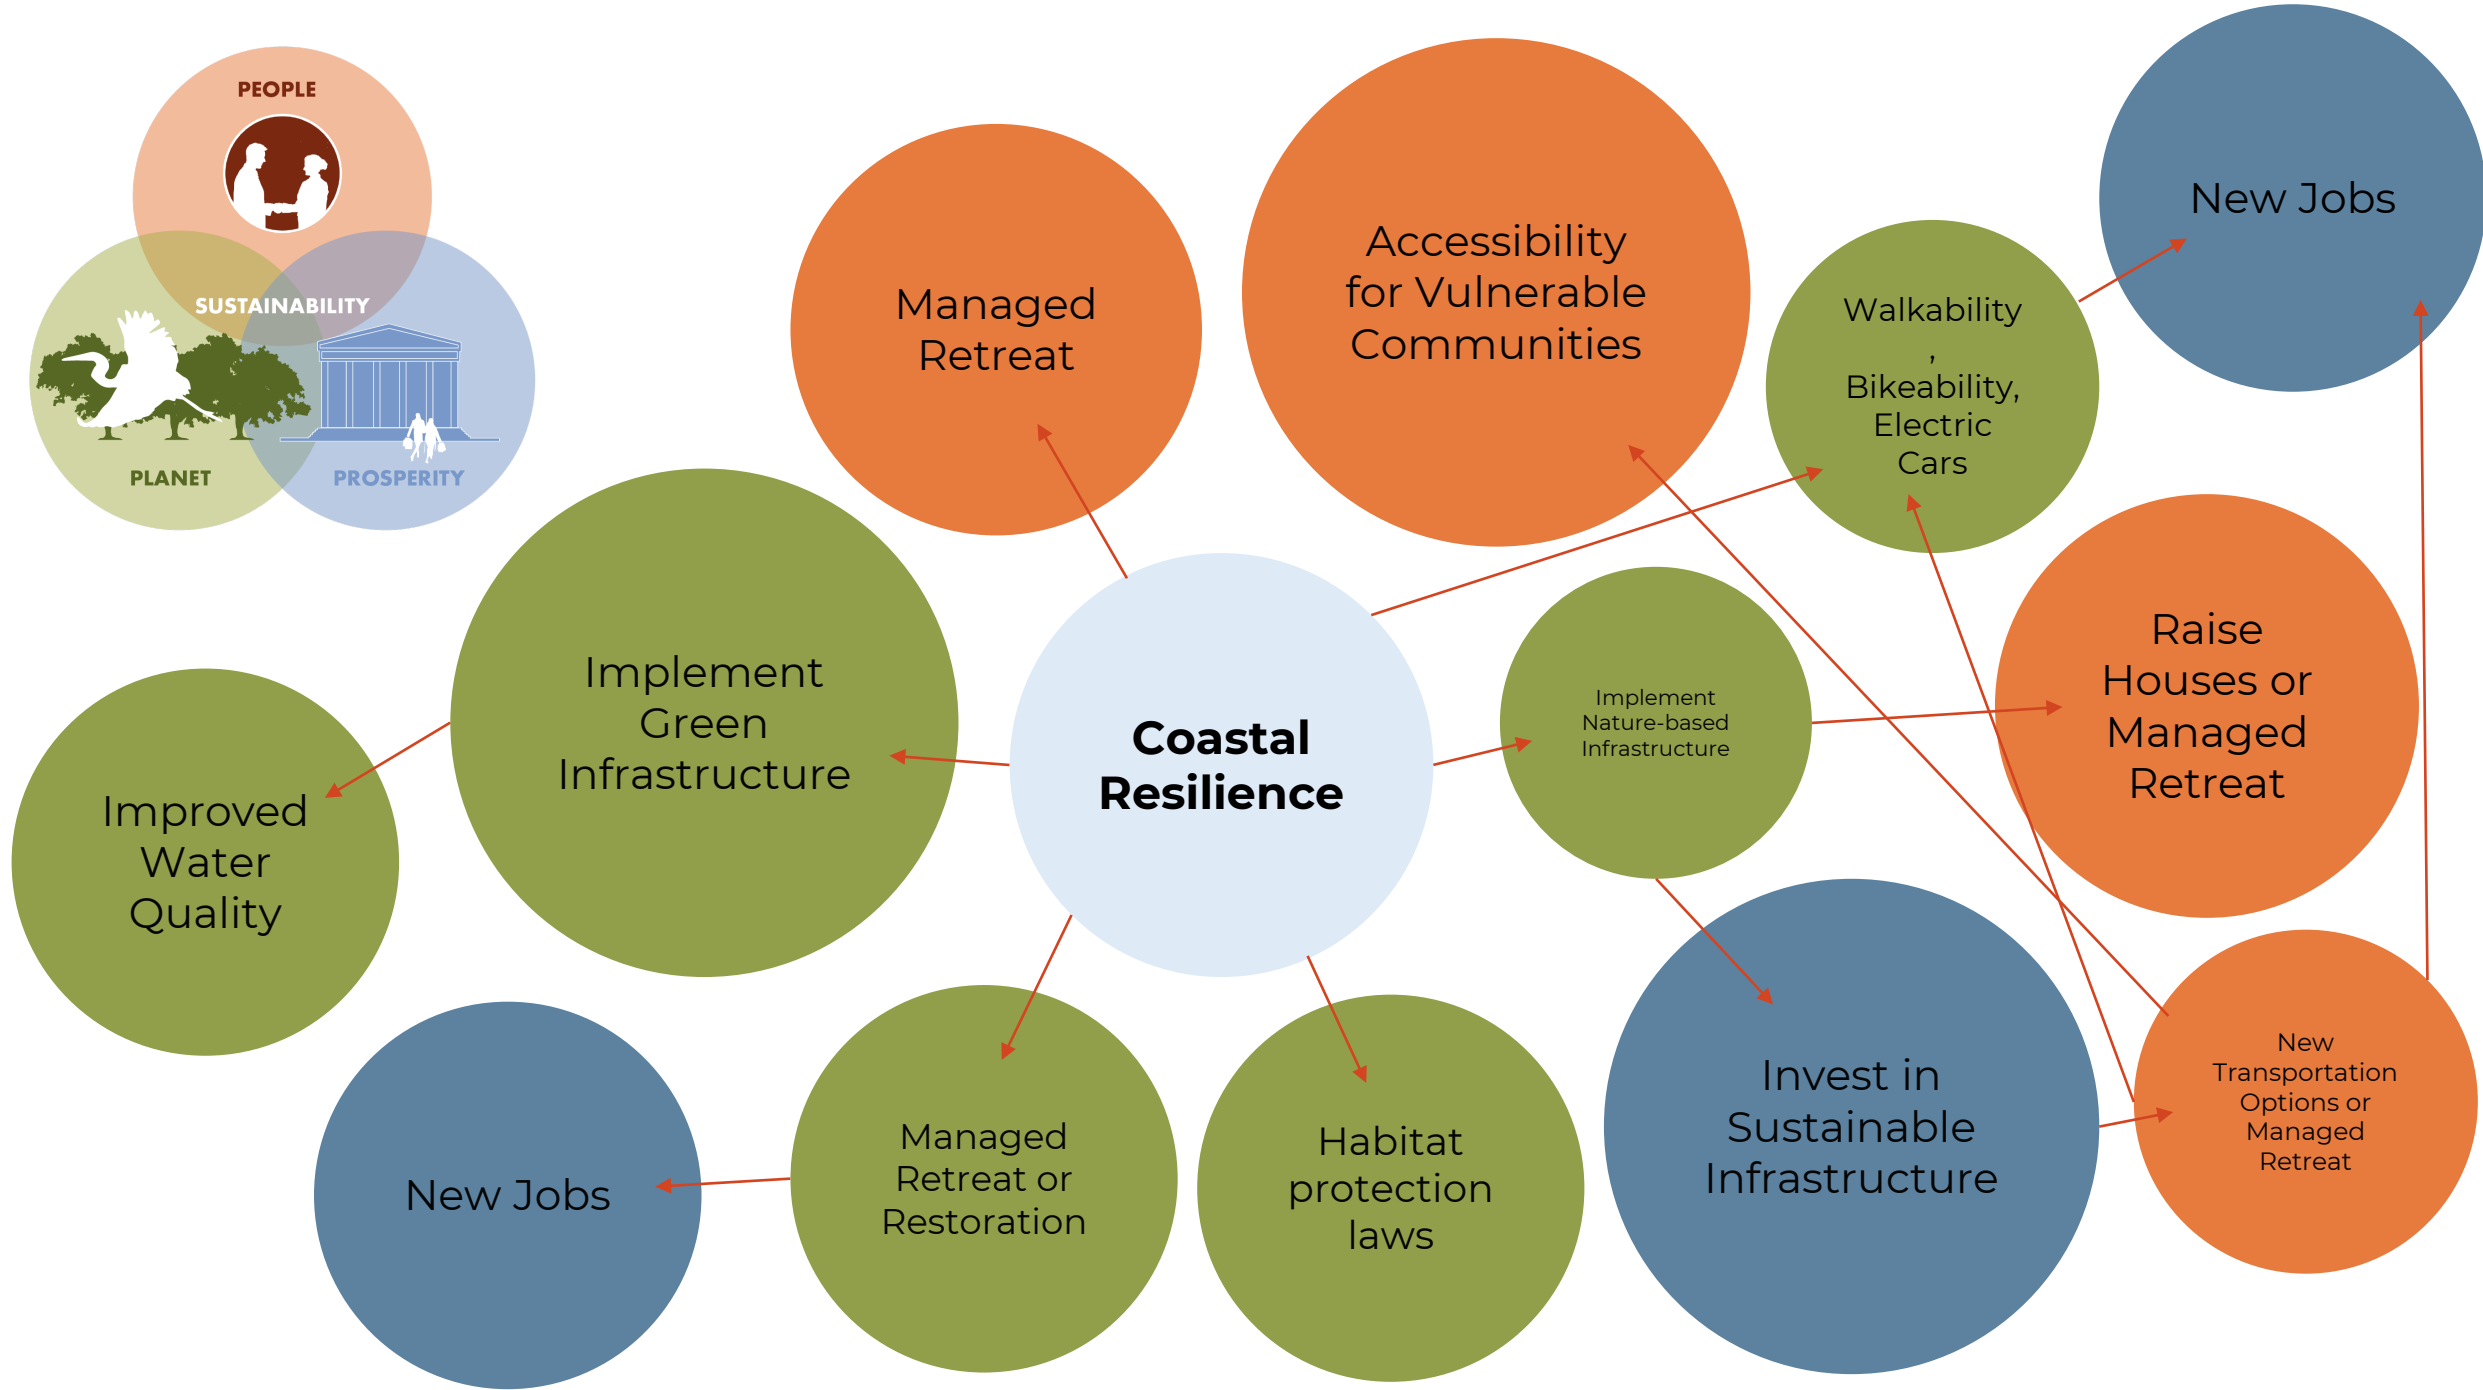 PEOPLE
SUSTAINABILITY
PLANET
PROSPERITY
Managed
Retreat
Accessibility
for Vulnerable
Communities
Walkability
,
Bikeability,
Electric
Cars
New Jobs
Implement
Green
Infrastructure
Coastal
Resilience
Implement
Nature-based
Infrastructure
Raise
Houses or
Managed
Retreat
Improved
Water
Quality
New Jobs
Managed
Retreat or
Restoration
Habitat
protection
laws
Invest in
Sustainable
Infrastructure
New
Transportation
Options or
Managed
Retreat